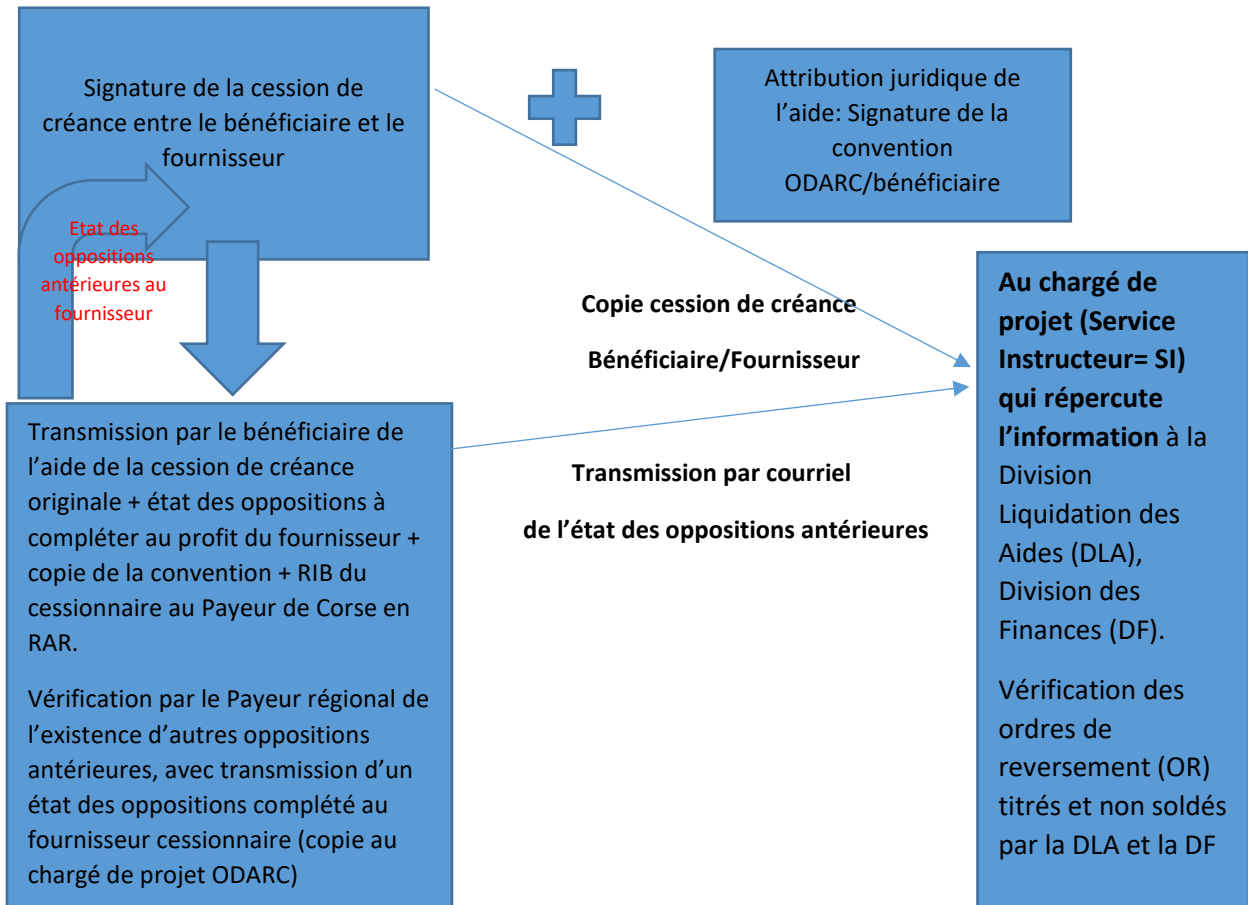 Signature de la cession de
créance entre le bénéficiaire et le
fournisseur
Attribution juridique de
l’aide: Signature de la
convention
ODARC/bénéficiaire
Etat des
oppositions
antérieures au
fournisseur
Copie cession de créance
Bénéficiaire/Fournisseur
Transmission par courriel
de l’état des oppositions antérieures
Transmission par le bénéficiaire de
l’aide de la cession de créance
originale + état des oppositions à
compléter au profit du fournisseur +
copie de la convention + RIB du
cessionnaire au Payeur de Corse en
RAR.
Vérification par le Payeur régional de
l’existence d’autres oppositions
antérieures, avec transmission d’un
état des oppositions complété au
fournisseur cessionnaire (copie au
chargé de projet ODARC)
Au chargé de
projet (Service
Instructeur= SI)
qui répercute
l’information à la
Division
Liquidation des
Aides (DLA),
Division des
Finances (DF).
Vérification des
ordres de
reversement (OR)
titrés et non soldés
par la DLA et la DF